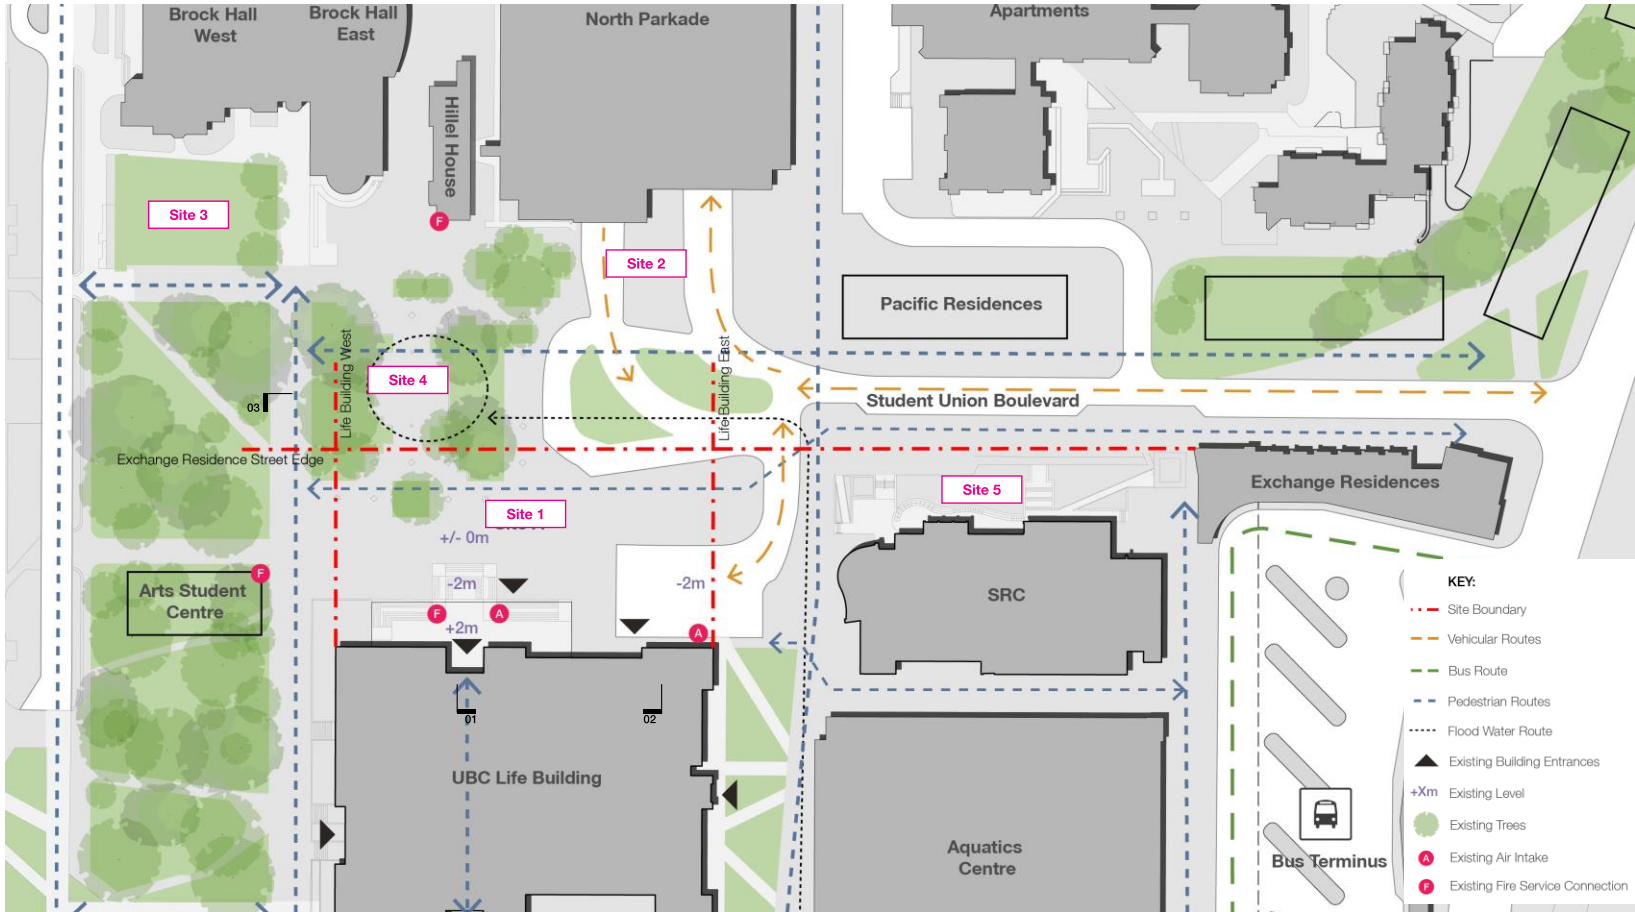 Brock Hall
West
Brock Hall
East
North Parkade
Apartments
Hillel House
F
Site 3
Site 2
Pacific Residences
Life Building West
Life Building East
Site 4
03
Student Union Boulevard
Exchange Residence Street Edge
Exchange Residences
Site 5
Site 1
+/- 0m
-2m
-2m
F
A
+2m
A
F
Arts Student
Centre
SRC
01
02
UBC Life Building
Aquatics
Centre
Bus Terminus
KEY:
Site Boundary
Vehicular Routes
Bus Route
Pedestrian Routes
Flood Water Route
Existing Building Entrances
+Xm Existing Level
Existing Trees
A Existing Air Intake
F Existing Fire Service Connection